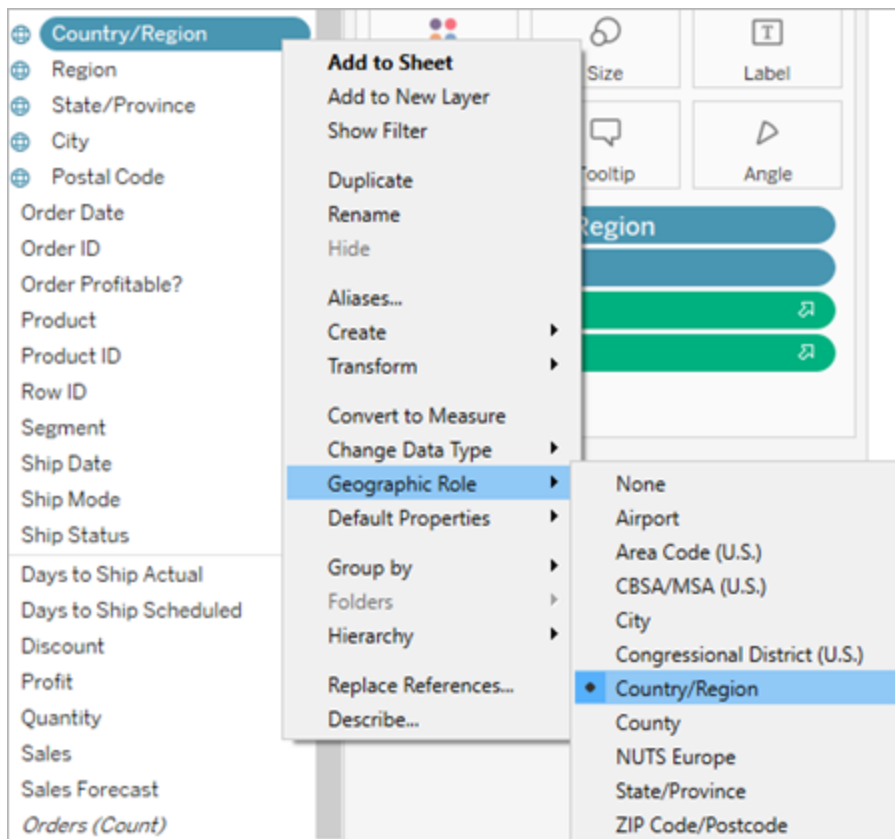 Country/Region
Region
State/Province
City
Postal Code
Order Date
Order ID
Order Profitable?
Product
Product ID
Row ID
Segment
Ship Date
Ship Mode
Ship Status
Days to Ship Actual
Days to Ship Scheduled
Discount
Profit
Quantity
Sales
Sales Forecast
Orders (Count)
Add to Sheet
Add to New Layer
Show Filter
Duplicate
Rename
Hide
Aliases...
Create
Transform
Convert to Measure
Change Data Type
Geographic Role
Default Properties
Group by
Folders
Hierarchy
Replace References...
Describe...
Size
T
Label
ooltip
Angle
Region
None
Airport
Area Code (U.S.)
CBSA/MSA (U.S.)
City
Congressional District (U.S.)
Country/Region
County
NUTS Europe
State/Province
ZIP Code/Postcode